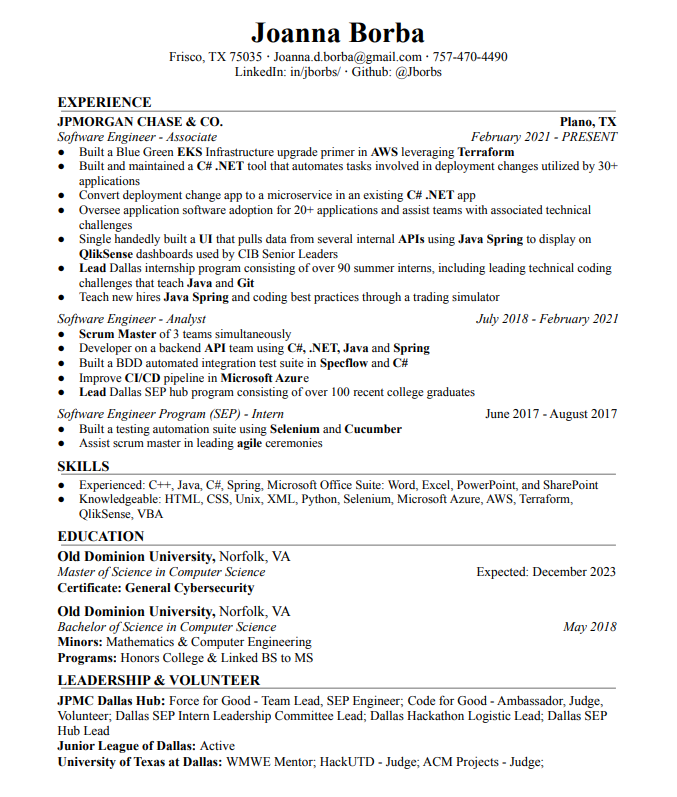 Joanna Borba
Frisco, TX 75035 · Joanna.d.borba@gmail.com · 757-470-4490
LinkedIn: in/jborbs/ · Github: @Jborbs
EXPERIENCE
JPMORGAN CHASE & CO. Plano, TX
Software Engineer - Associate February 2021 - PRESENT
● Built a Blue Green EKS Infrastructure upgrade primer in AWS leveraging Terraform
● Built and maintained a C# .NET tool that automates tasks involved in deployment changes utilized by 30+
applications
● Convert deployment change app to a microservice in an existing C# .NET app
● Oversee application software adoption for 20+ applications and assist teams with associated technical
challenges
● Single handedly built a UI that pulls data from several internal APIs using Java Spring to display on
QlikSense dashboards used by CIB Senior Leaders
● Lead Dallas internship program consisting of over 90 summer interns, including leading technical coding
challenges that teach Java and Git
● Teach new hires Java Spring and coding best practices through a trading simulator
Software Engineer - Analyst July 2018 - February 2021
● Scrum Master of 3 teams simultaneously
● Developer on a backend API team using C#, .NET, Java and Spring
● Built a BDD automated integration test suite in Specflow and C#
● Improve CI/CD pipeline in Microsoft Azure
● Lead Dallas SEP hub program consisting of over 100 recent college graduates
Software Engineer Program (SEP) - Intern June 2017 - August 2017
● Built a testing automation suite using Selenium and Cucumber
● Assist scrum master in leading agile ceremonies
SKILLS
● Experienced: C++, Java, C#, Spring, Microsoft Office Suite: Word, Excel, PowerPoint, and SharePoint
● Knowledgeable: HTML, CSS, Unix, XML, Python, Selenium, Microsoft Azure, AWS, Terraform,
QlikSense, VBA
EDUCATION
Old Dominion University, Norfolk, VA
Master of Science in Computer Science Expected: December 2023
Certificate: General Cybersecurity
Old Dominion University, Norfolk, VA
Bachelor of Science in Computer Science May 2018
Minors: Mathematics & Computer Engineering
Programs: Honors College & Linked BS to MS
LEADERSHIP & VOLUNTEER
JPMC Dallas Hub: Force for Good - Team Lead, SEP Engineer; Code for Good - Ambassador, Judge,
Volunteer; Dallas SEP Intern Leadership Committee Lead; Dallas Hackathon Logistic Lead; Dallas SEP
Hub Lead
Junior League of Dallas: Active
University of Texas at Dallas: WMWE Mentor; HackUTD - Judge; ACM Projects - Judge;